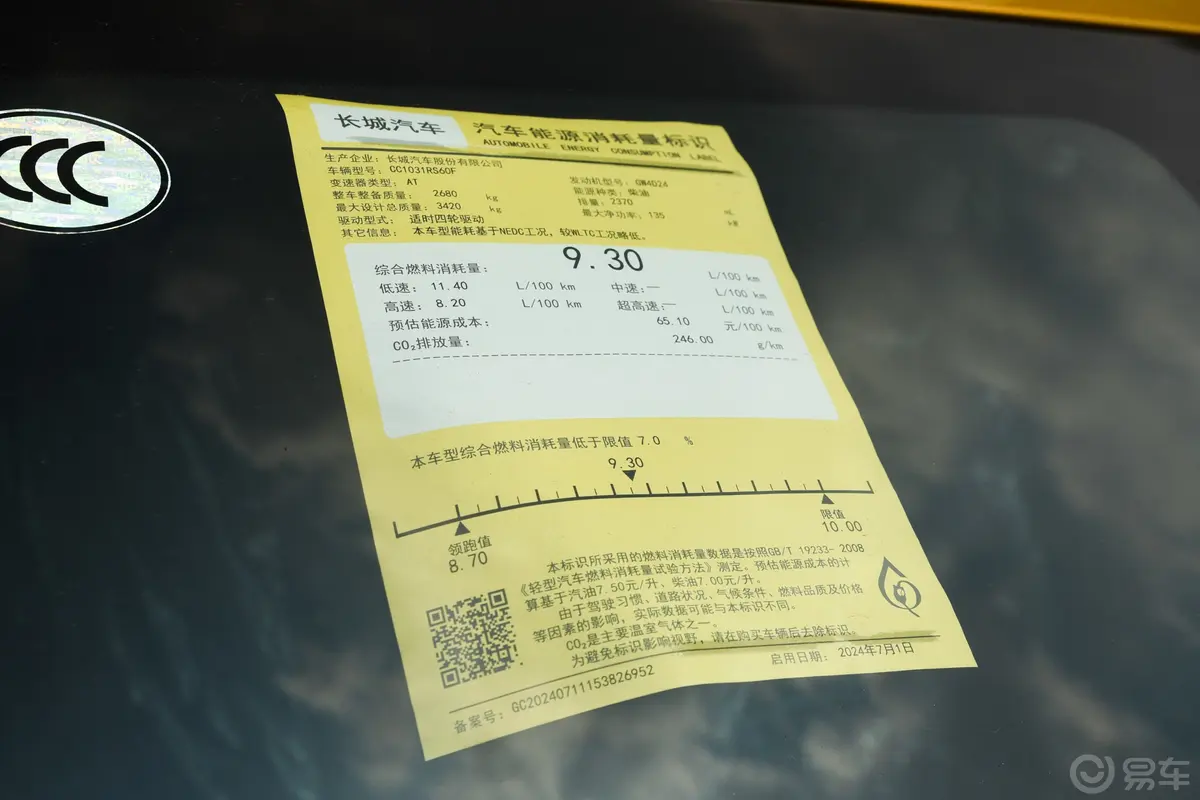 CCC
长城汽车
汽车能源消耗量标识
AUTOMOBILE ENERGY CONSUMPTION LABEL
生产企业：长城汽车股份有限公司
车辆型号：CC1031RS60F 发动机型号：GW4D24
变速器类型：AT 能源种类：柴油
整车整备质量：2680 kg 排量：2370 mL
最大设计总质量：3420 kg 最大净功率：135 kW
驱动型式：适时四轮驱动
其它信息：本车型能耗基于NEDC工况，较WLTC工况略低。
综合燃料消耗量：9.30 L/100 km
低速：11.40 L/100 km 中速：— L/100 km
高速：8.20 L/100 km 超高速：— L/100 km
预估能源成本：65.10 元/100 km
CO₂排放量：246.00 g/km
本车型综合燃料消耗量低于限值 7.0 %
9.30
领跑值 限值
8.70 10.00
本标识所采用的燃料消耗量数据是按照GB/T 19233-2008
《轻型汽车燃料消耗量试验方法》测定。预估能源成本的计
算基于汽油7.50元/升、柴油7.00元/升。
由于驾驶习惯、道路状况、气候条件、燃料品质及价格
等因素的影响，实际数据可能与本标识不同。
CO₂是主要温室气体之一。
为避免标识影响视野，请在购买车辆后去除标识。
备案号：GC20240711153826952 启用日期：2024年7月1日
易车